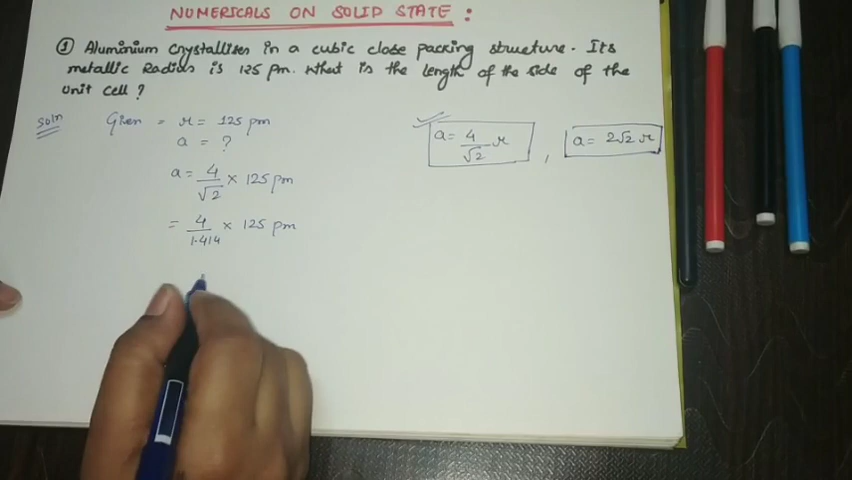 NUMERICALS ON SOLID STATE :
① Aluminium crystallises in a cubic close packing structure. Its
metallic Radius is 125 pm. What is the length of the side of the
unit cell ?
Soln Given = r = 125 pm
a = ?
a = 4/√2 × 125 pm
= 4/1.414 × 125 pm
a = 4/√2 r , a = 2√2 r